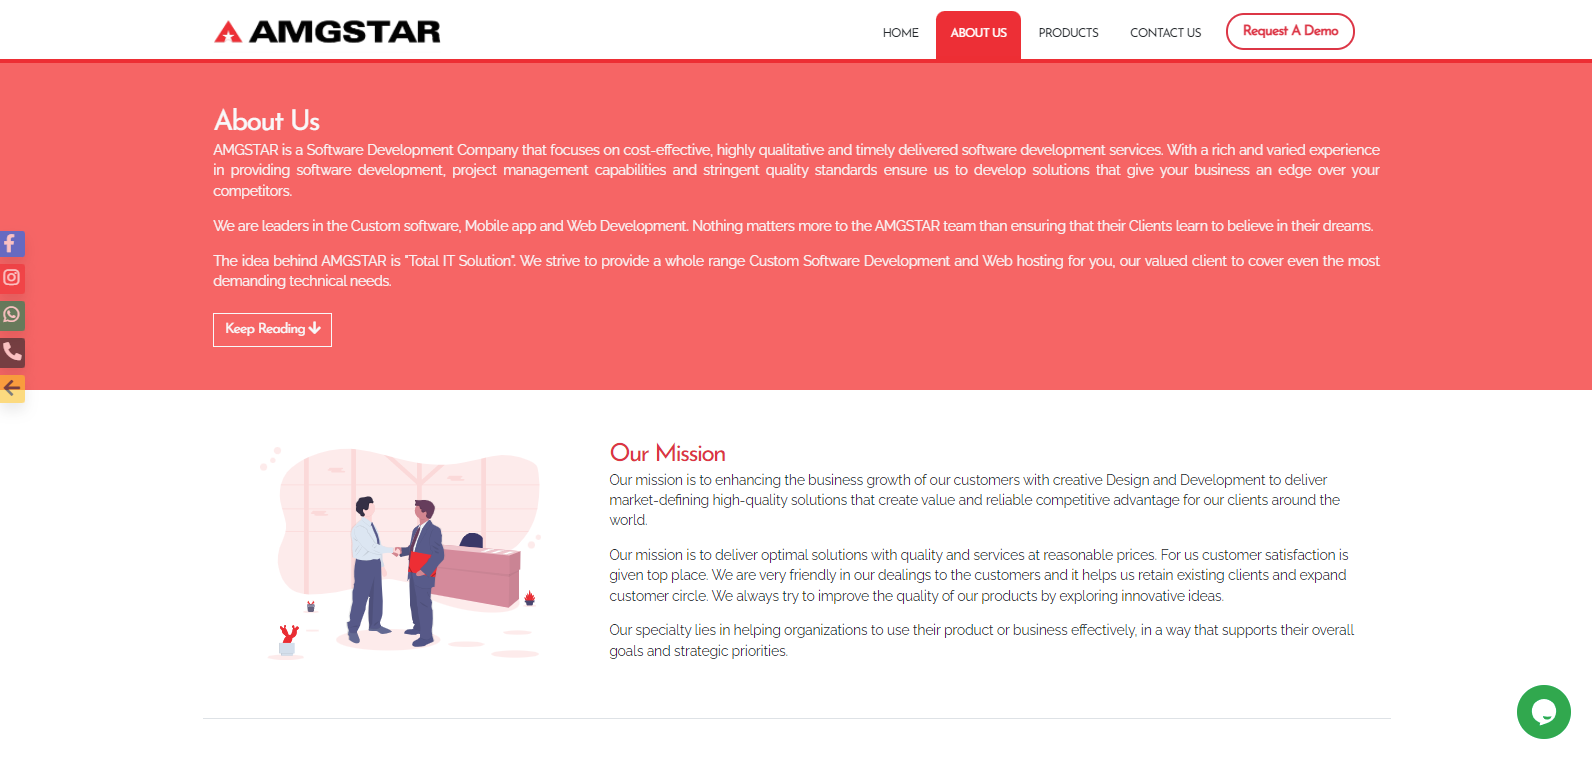 AMGSTAR
HOME
ABOUT US
PRODUCTS
CONTACT US
Request A Demo
About Us
AMGSTAR is a Software Development Company that focuses on cost-effective, highly qualitative and timely delivered software development services. With a rich and varied experience
in providing software development, project management capabilities and stringent quality standards ensure us to develop solutions that give your business an edge over your
competitors.
We are leaders in the Custom software, Mobile app and Web Development. Nothing matters more to the AMGSTAR team than ensuring that their Clients learn to believe in their dreams.
The idea behind AMGSTAR is "Total IT Solution". We strive to provide a whole range Custom Software Development and Web hosting for you, our valued client to cover even the most
demanding technical needs.
Keep Reading
Our Mission
Our mission is to enhancing the business growth of our customers with creative Design and Development to deliver
market-defining high-quality solutions that create value and reliable competitive advantage for our clients around the
world.
Our mission is to deliver optimal solutions with quality and services at reasonable prices. For us customer satisfaction is
given top place. We are very friendly in our dealings to the customers and it helps us retain existing clients and expand
customer circle. We always try to improve the quality of our products by exploring innovative ideas.
Our specialty lies in helping organizations to use their product or business effectively, in a way that supports their overall
goals and strategic priorities.